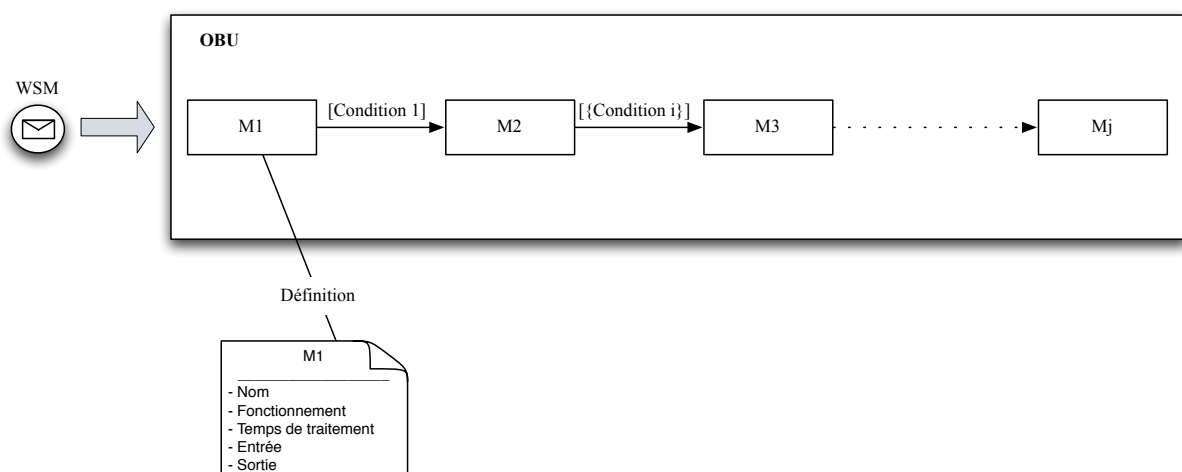 OBU
WSM
M1
[Condition 1]
M2
[{Condition i}]
M3
Mj
Définition
M1
- Nom
- Fonctionnement
- Temps de traitement
- Entrée
- Sortie